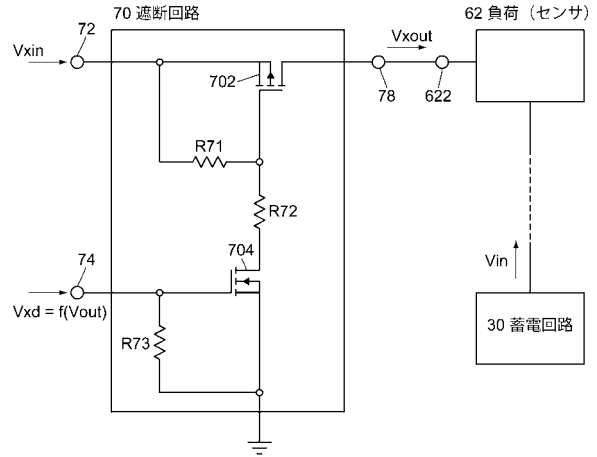 70 遮断回路
62 負荷（センサ）
Vxin
72
Vxout
702
78
622
R71
R72
704
74
Vin
Vxd = f(Vout)
R73
30 蓄電回路